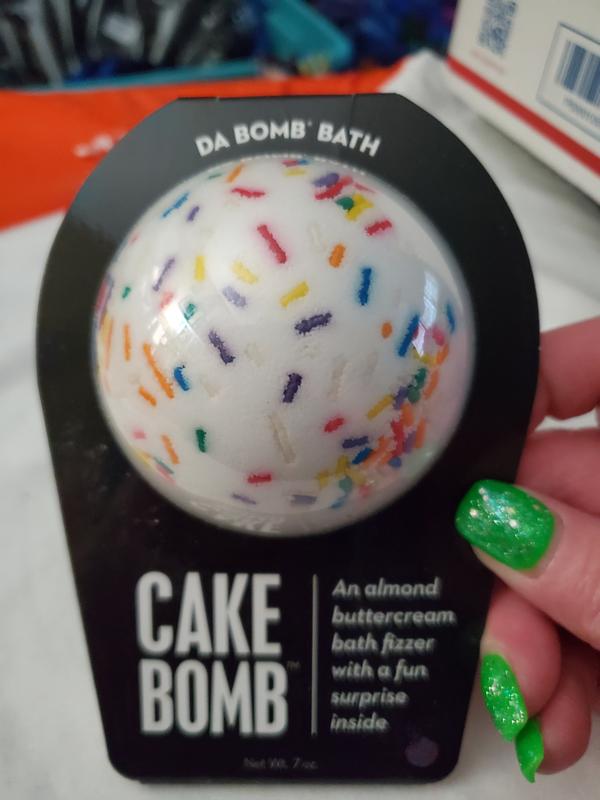 DA BOMB® BATH
CAKE
BOMB™
An almond
buttercream
bath fizzer
with a fun
surprise
inside
Net Wt. 7 oz.